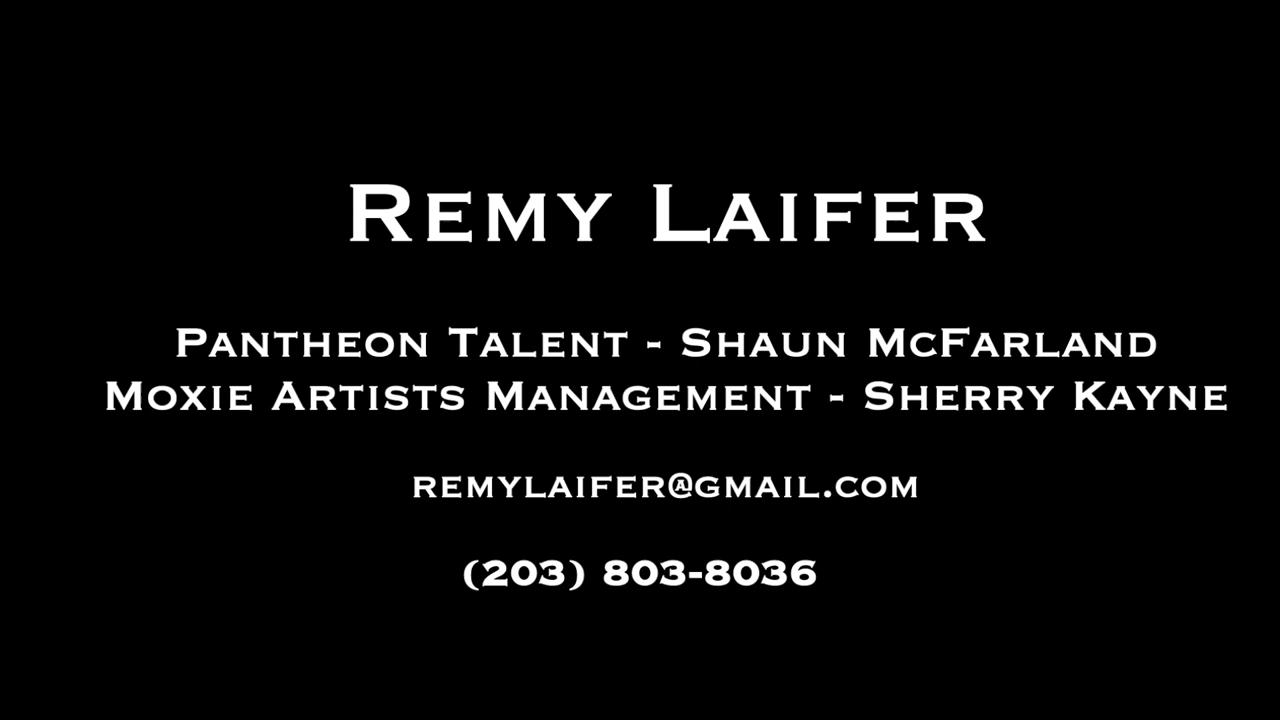 Remy Laifer
Pantheon Talent - Shaun McFarland
Moxie Artists Management - Sherry Kayne
remylaifer@gmail.com
(203) 803-8036